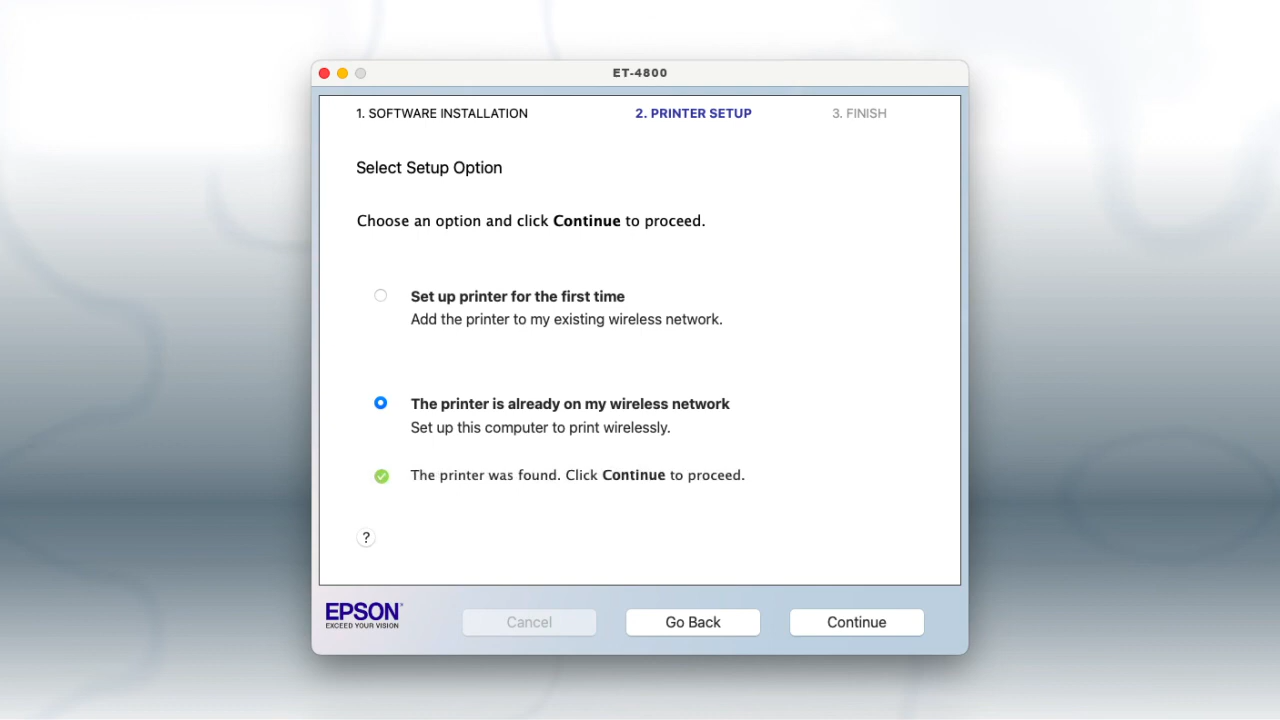 ET-4800
1. SOFTWARE INSTALLATION
2. PRINTER SETUP
3. FINISH
Select Setup Option
Choose an option and click Continue to proceed.
Set up printer for the first time
Add the printer to my existing wireless network.
The printer is already on my wireless network
Set up this computer to print wirelessly.
The printer was found. Click Continue to proceed.
?
EPSON
EXCEED YOUR VISION
Cancel
Go Back
Continue